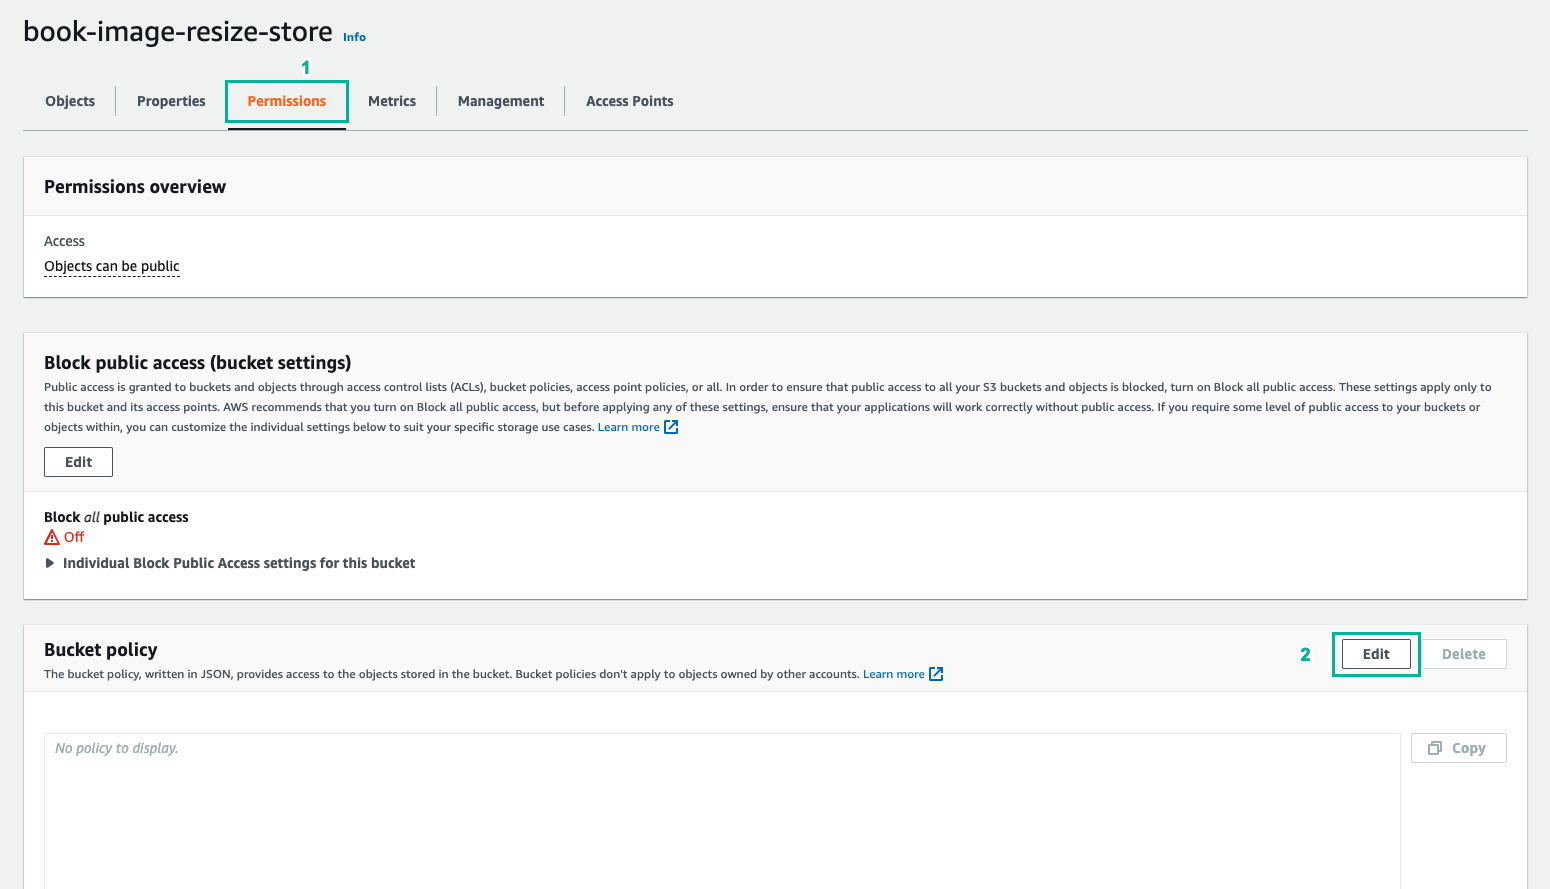 book-image-resize-store Info
1
Objects Properties Permissions Metrics Management Access Points
Permissions overview
Access
Objects can be public
Block public access (bucket settings)
Public access is granted to buckets and objects through access control lists (ACLs), bucket policies, access point policies, or all. In order to ensure that public access to all your S3 buckets and objects is blocked, turn on Block all public access. These settings apply only to
this bucket and its access points. AWS recommends that you turn on Block all public access, but before applying any of these settings, ensure that your applications will work correctly without public access. If you require some level of public access to your buckets or
objects within, you can customize the individual settings below to suit your specific storage use cases. Learn more
Edit
Block all public access
Off
Individual Block Public Access settings for this bucket
Bucket policy
2 Edit Delete
The bucket policy, written in JSON, provides access to the objects stored in the bucket. Bucket policies don't apply to objects owned by other accounts. Learn more
No policy to display.
Copy